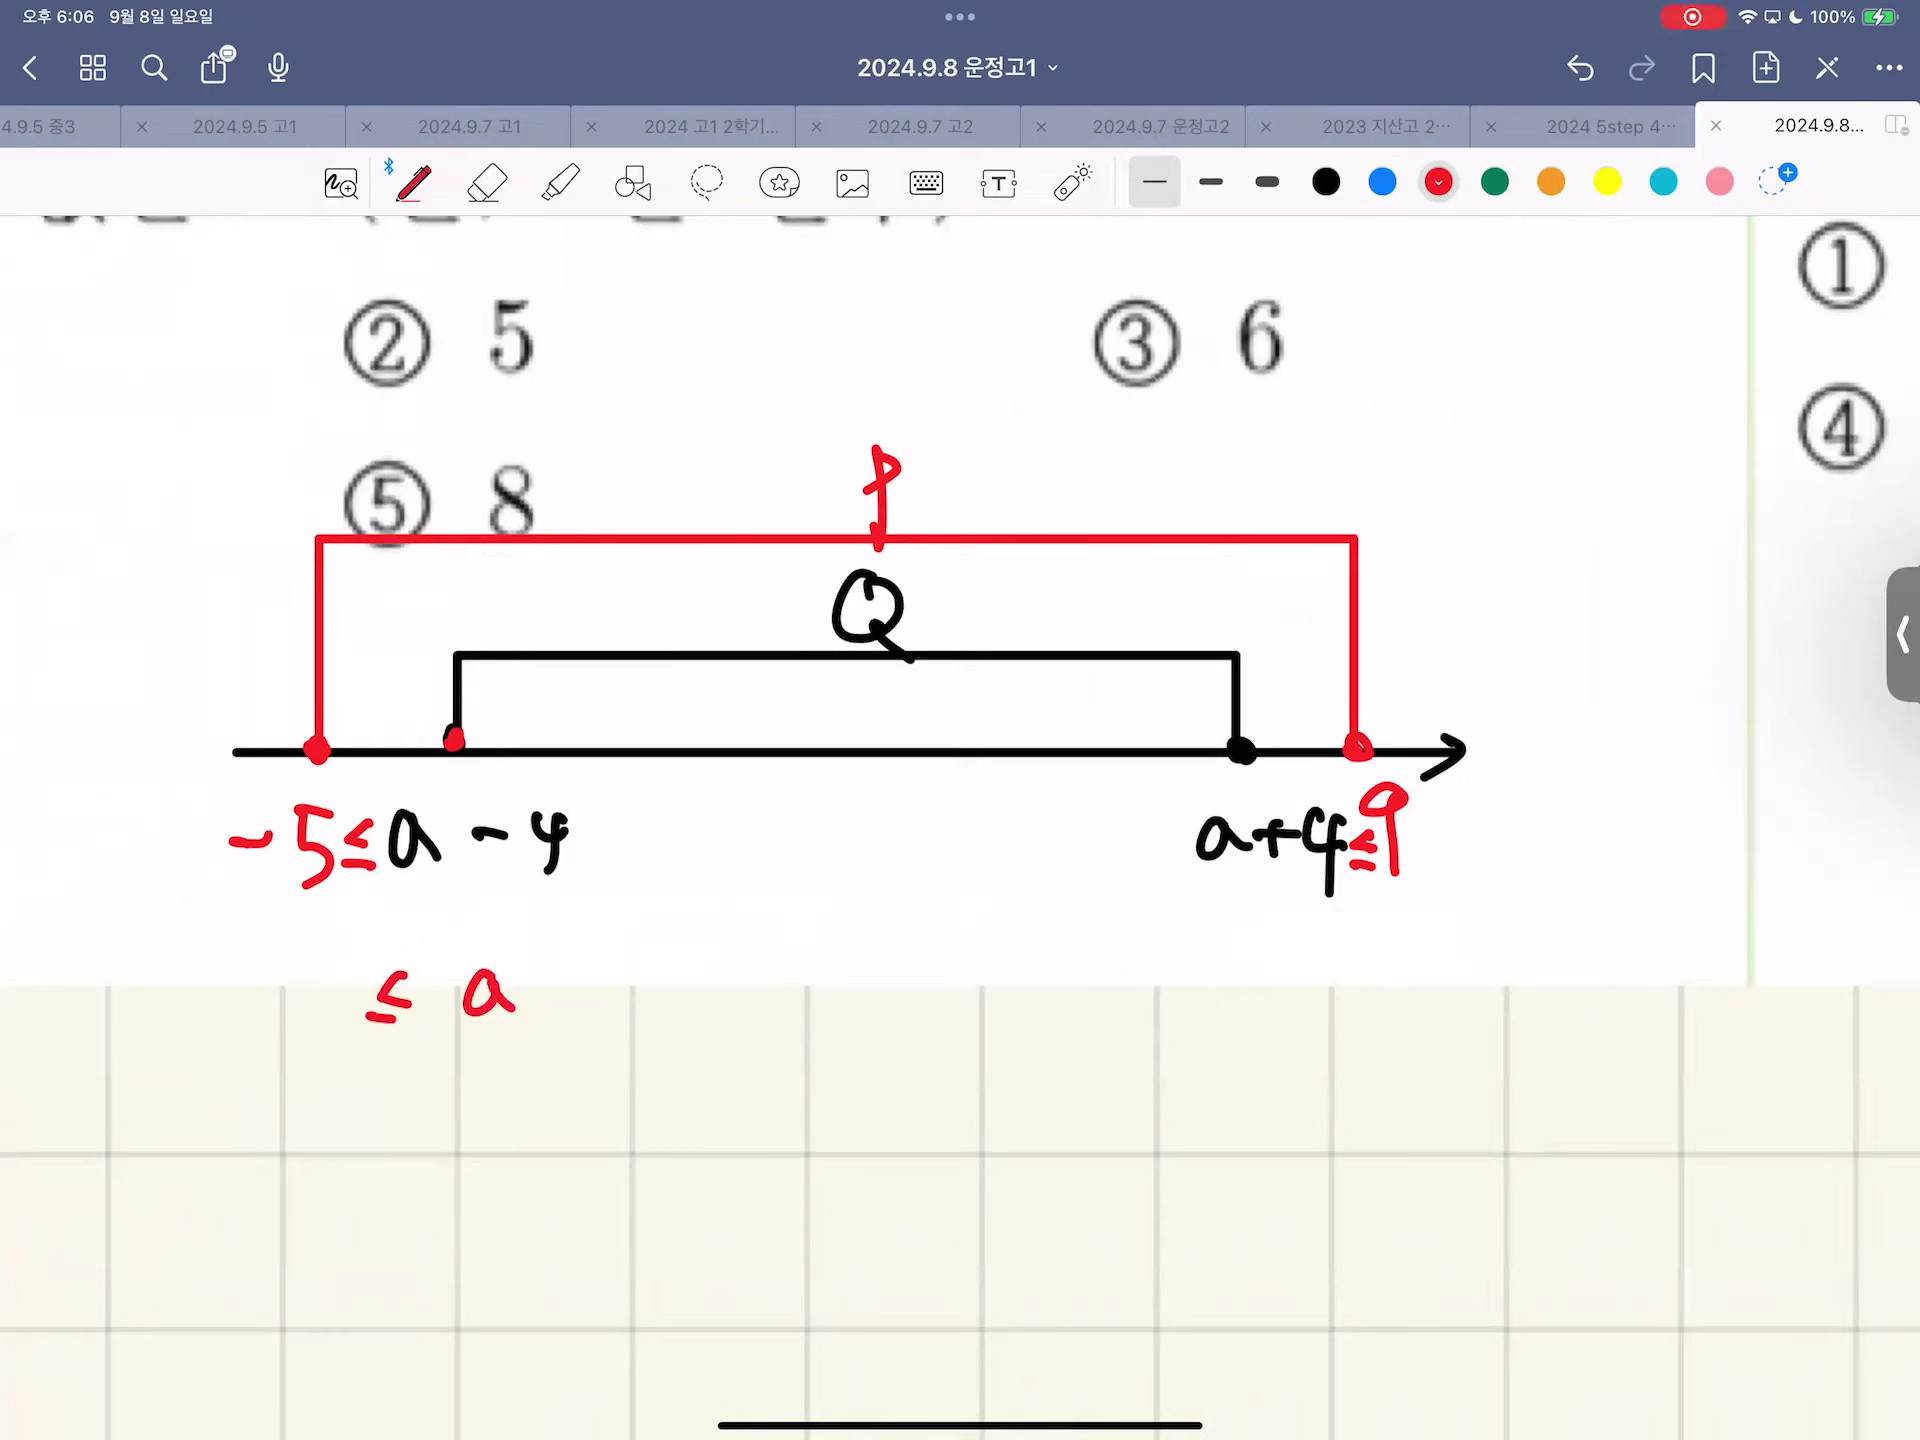 오후 6:06 9월 8일 일요일
100%
2024.9.8 운정고1
4.9.5 중3
2024.9.5 고1
2024.9.7 고1
2024 고1 2학기...
2024.9.7 고2
2024.9.7 운정고2
2023 지산고 2...
2024 5step 4...
2024.9.8...
T
② 5
③ 6
①
④
⑤ 8
P
Q
-5≤a-4
a+4≤9
≤ a